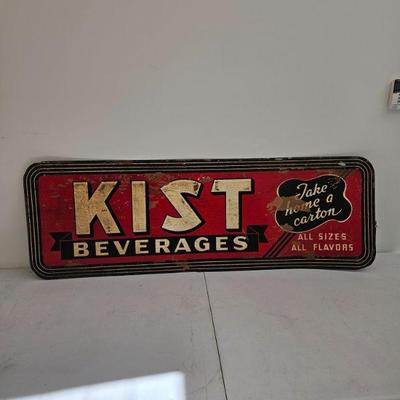 KIST
BEVERAGES
Take
home a
carton
ALL SIZES
ALL FLAVORS